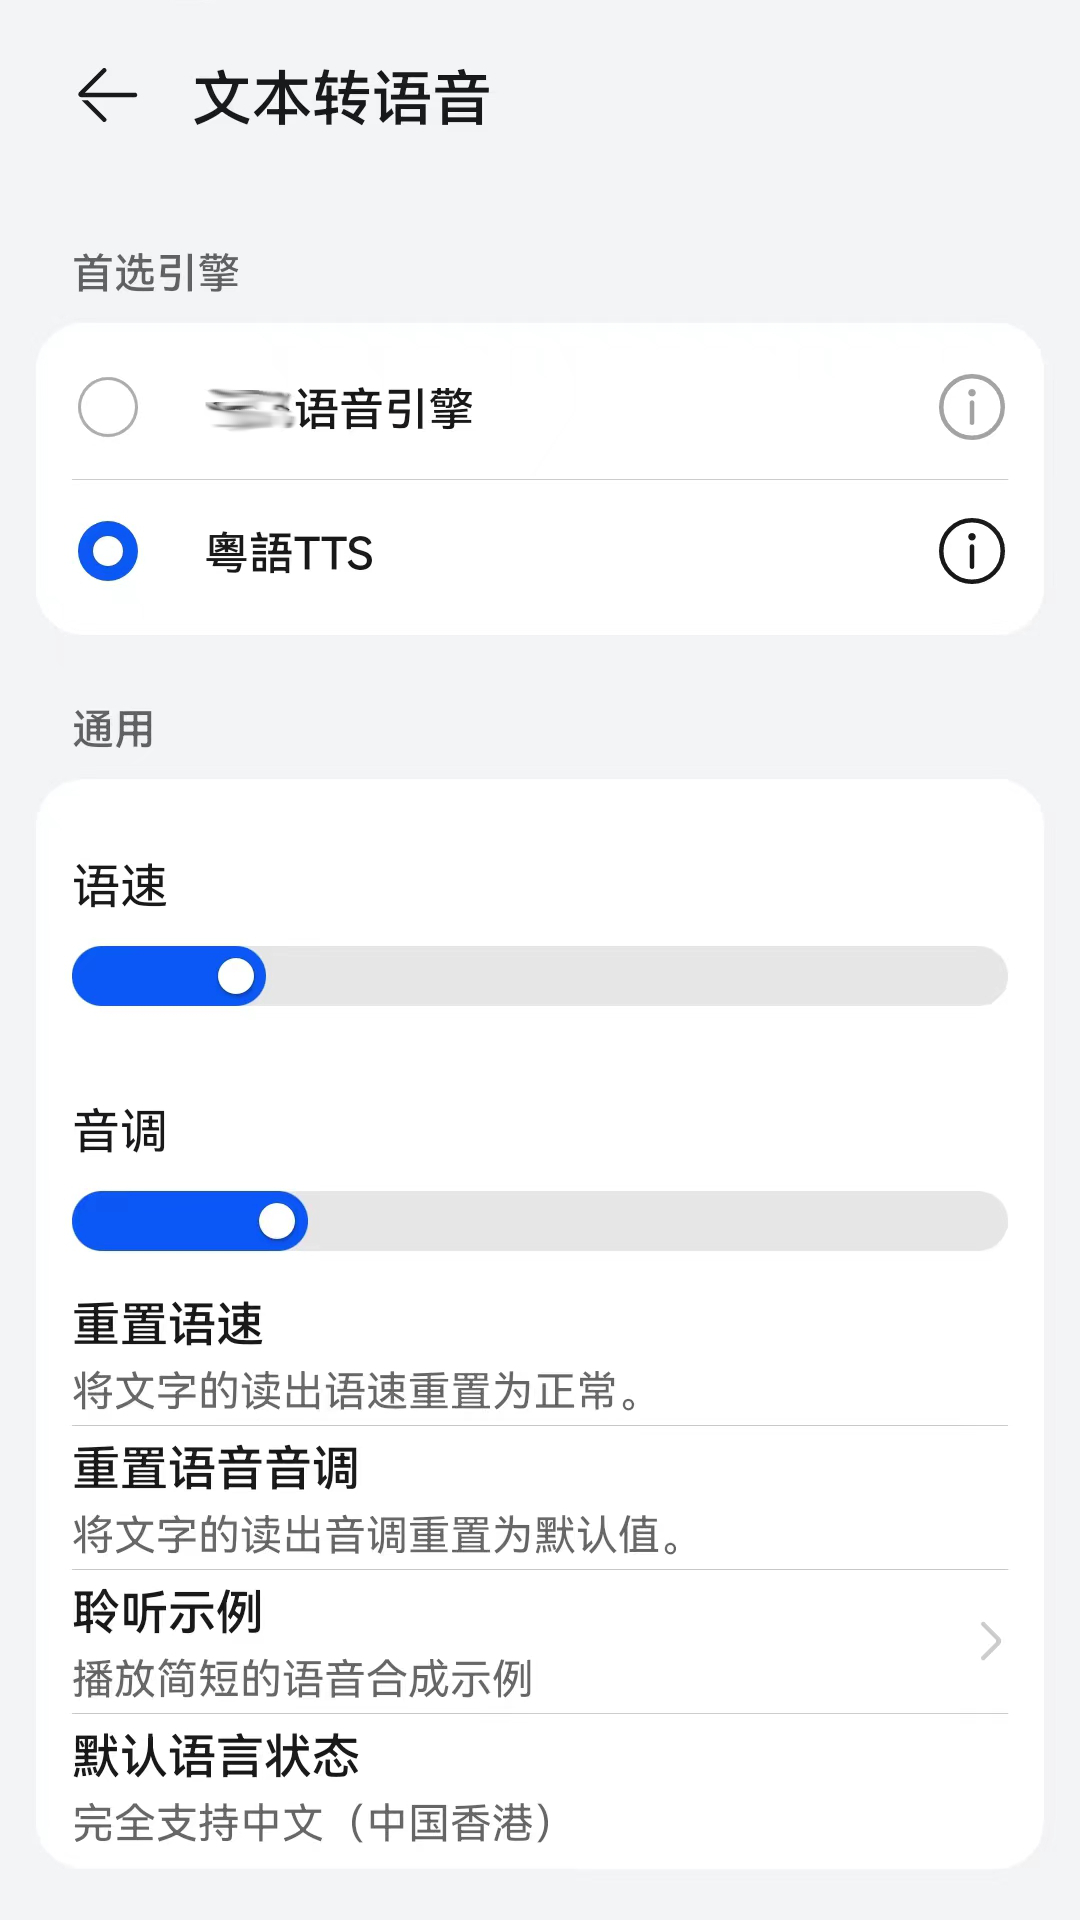 文本转语音
首选引擎
语音引擎
粵語TTS
通用
语速
音调
重置语速
将文字的读出语速重置为正常。
重置语音音调
将文字的读出音调重置为默认值。
聆听示例
播放简短的语音合成示例
默认语言状态
完全支持中文（中国香港）